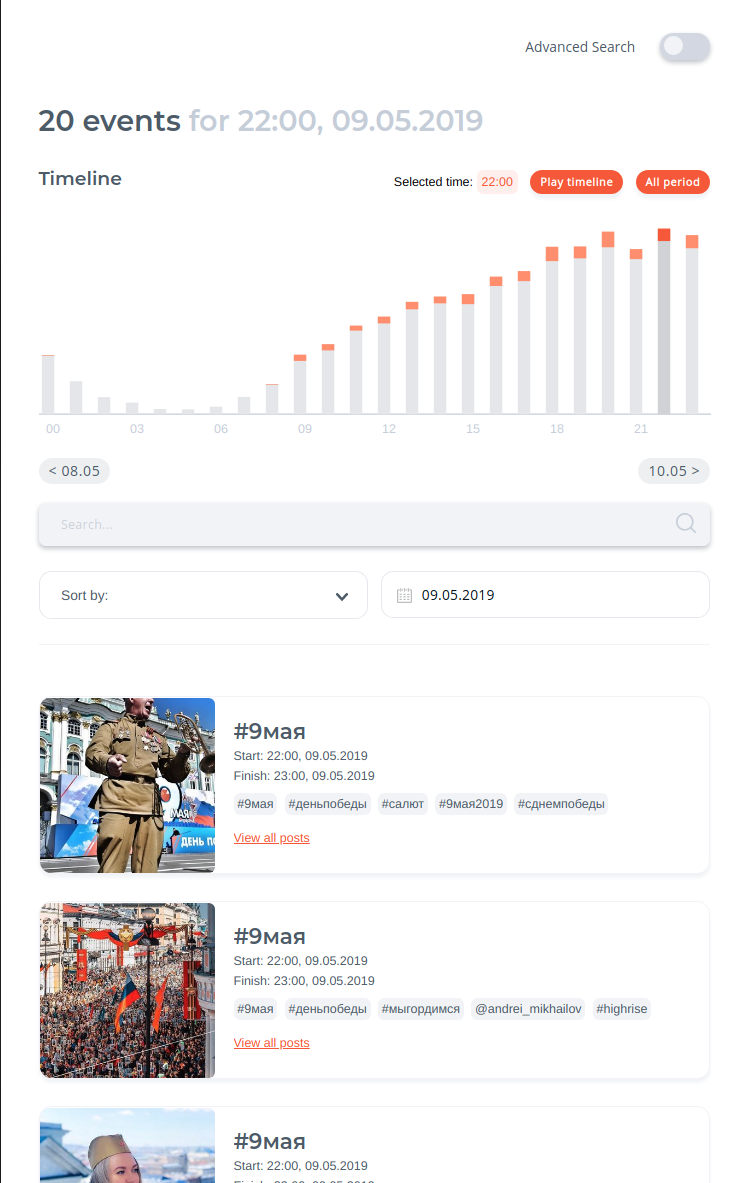 Advanced Search
20 events for 22:00, 09.05.2019
Timeline
Selected time: 22:00 Play timeline All period
00 03 06 09 12 15 18 21
< 08.05 10.05 >
Search...
Sort by: 09.05.2019
#9мая
Start: 22:00, 09.05.2019
Finish: 23:00, 09.05.2019
#9мая #деньпобеды #салют #9мая2019 #сднемпобеды
View all posts
МАЯ
ДЕНЬ ПО
#9мая
Start: 22:00, 09.05.2019
Finish: 23:00, 09.05.2019
#9мая #деньпобеды #мыгордимся @andrei_mikhailov #highrise
View all posts
#9мая
Start: 22:00, 09.05.2019